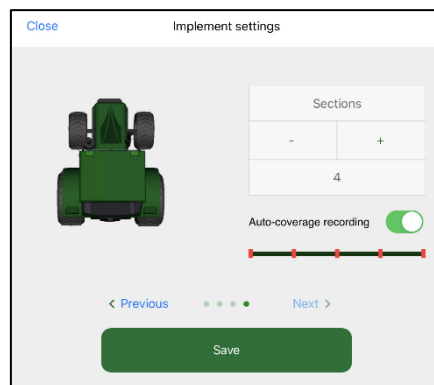 Close
Implement settings
Sections
- +
4
Auto-coverage recording
< Previous
Next >
Save